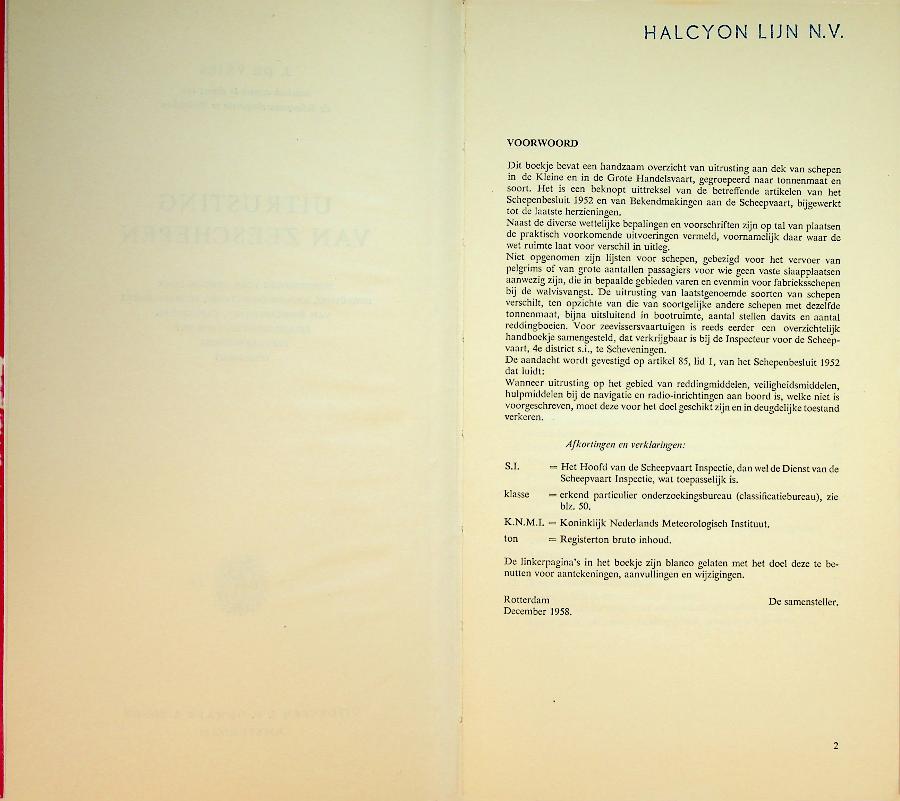 HALCYON LIJN N.V.
VOORWOORD
Dit boekje bevat een handzaam overzicht van uitrusting aan dek van schepen
in de Kleine en in de Grote Handelsvaart, gegroepeerd naar tonnenmaat en
soort. Het is een beknopt uittreksel van de betreffende artikelen van het
Schepenbesluit 1952 en van Bekendmakingen aan de Scheepvaart, bijgewerkt
tot de laatste herzieningen.
Naast de diverse wettelijke bepalingen en voorschriften zijn op tal van plaatsen
de praktisch voorkomende uitvoeringen vermeld, voornamelijk daar waar de
wet ruimte laat voor verschil in uitleg.
Niet opgenomen zijn lijsten voor schepen, gebezigd voor het vervoer van
pelgrims of van grote aantallen passagiers voor wie geen vaste slaapplaatsen
aanwezig zijn, die in bepaalde gebieden varen en evenmin voor fabrieksschepen
bij de walvisvangst. De uitrusting van laatstgenoemde soorten van schepen
verschilt, ten opzichte van die van soortgelijke andere schepen met dezelfde
tonnenmaat, bijna uitsluitend in bootruimte, aantal stellen davits en aantal
reddingboeien. Voor zeevissersvaartuigen is reeds eerder een overzichtelijk
handboekje samengesteld, dat verkrijgbaar is bij de Inspecteur voor de Scheep-
vaart, 4e district s.i., te Scheveningen.
De aandacht wordt gevestigd op artikel 85, lid 1, van het Schepenbesluit 1952
dat luidt:
Wanneer uitrusting op het gebied van reddingmiddelen, veiligheidsmiddelen,
hulpmiddelen bij de navigatie en radio-inrichtingen aan boord is, welke niet is
voorgeschreven, moet deze voor het doel geschikt zijn en in deugdelijke toestand
verkeren.
Afkortingen en verklaringen:
S.I. = Het Hoofd van de Scheepvaart Inspectie, dan wel de Dienst van de
Scheepvaart Inspectie, wat toepasselijk is.
klasse = erkend particulier onderzoekingsbureau (classificatiebureau), zie
blz. 50.
K.N.M.I. = Koninklijk Nederlands Meteorologisch Instituut.
ton = Registerton bruto inhoud.
De linkerpagina's in het boekje zijn blanco gelaten met het doel deze te be-
nutten voor aantekeningen, aanvullingen en wijzigingen.
Rotterdam De samensteller.
December 1958.
2
J. DE VRIES
UITRUSTING
VAN ZEESCHEPEN